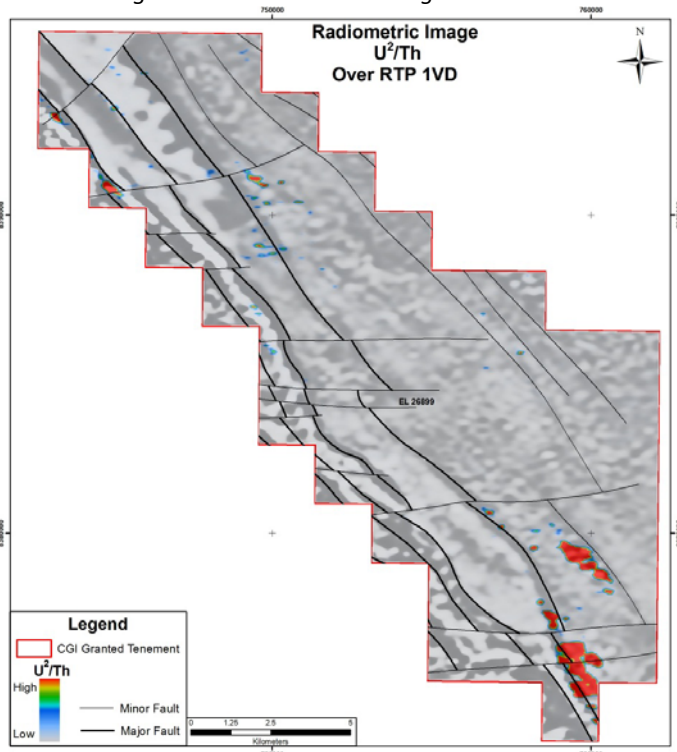 750000
760000
Radiometric Image
U²/Th
Over RTP 1VD
N
EL 26899
Legend
CGI Granted Tenement
U²/Th
High
Low
Minor Fault
Major Fault
0 1.25 2.5 5
Kilometers